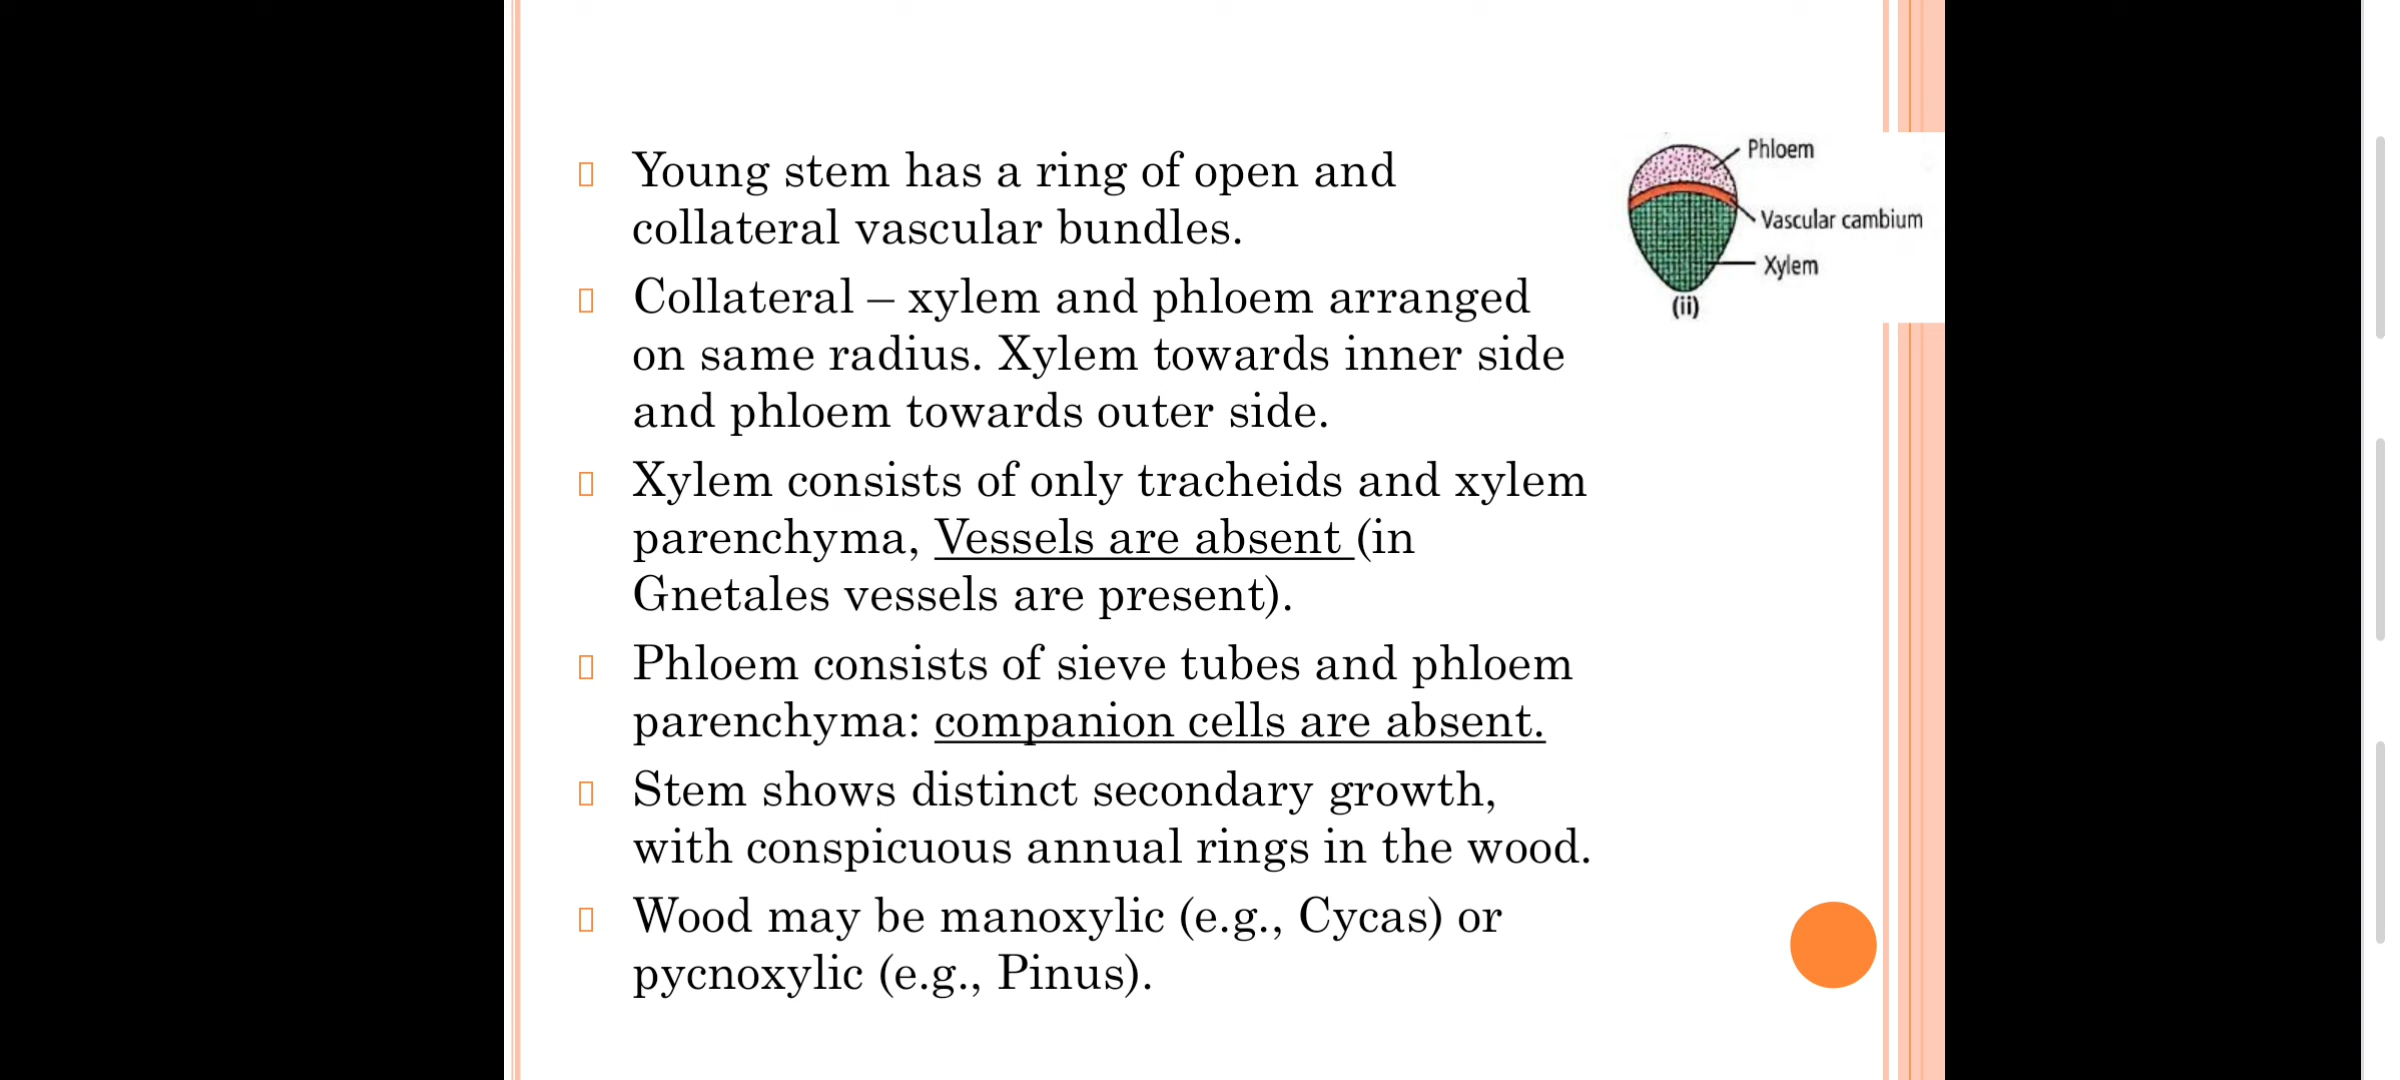 Young stem has a ring of open and
collateral vascular bundles.
Collateral – xylem and phloem arranged
on same radius. Xylem towards inner side
and phloem towards outer side.
Xylem consists of only tracheids and xylem
parenchyma, Vessels are absent (in
Gnetales vessels are present).
Phloem consists of sieve tubes and phloem
parenchyma: companion cells are absent.
Stem shows distinct secondary growth,
with conspicuous annual rings in the wood.
Wood may be manoxylic (e.g., Cycas) or
pycnoxylic (e.g., Pinus).
Phloem
Vascular cambium
Xylem
(ii)